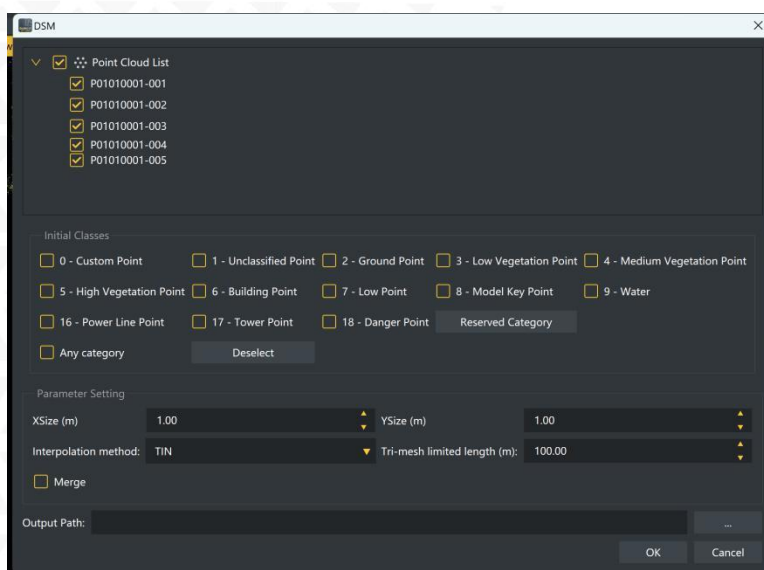 DSM
Point Cloud List
P01010001-001
P01010001-002
P01010001-003
P01010001-004
P01010001-005
Initial Classes
0 - Custom Point 1 - Unclassified Point 2 - Ground Point 3 - Low Vegetation Point 4 - Medium Vegetation Point
5 - High Vegetation Point 6 - Building Point 7 - Low Point 8 - Model Key Point 9 - Water
16 - Power Line Point 17 - Tower Point 18 - Danger Point Reserved Category
Any category Deselect
Parameter Setting
XSize (m) 1.00 YSize (m) 1.00
Interpolation method: TIN Tri-mesh limited length (m): 100.00
Merge
Output Path: ...
OK Cancel